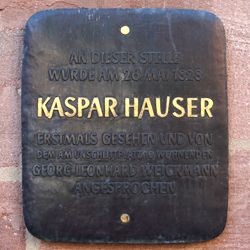 AN DIESER STELLE
WURDE AM 26. MAI 1828
KASPAR HAUSER
ERSTMALS GESEHEN UND VON
DEM AM UNSCHLITTPLATZ 10 WOHNENDEN
GEORG LEONHARD WEICKMANN
ANGESPROCHEN